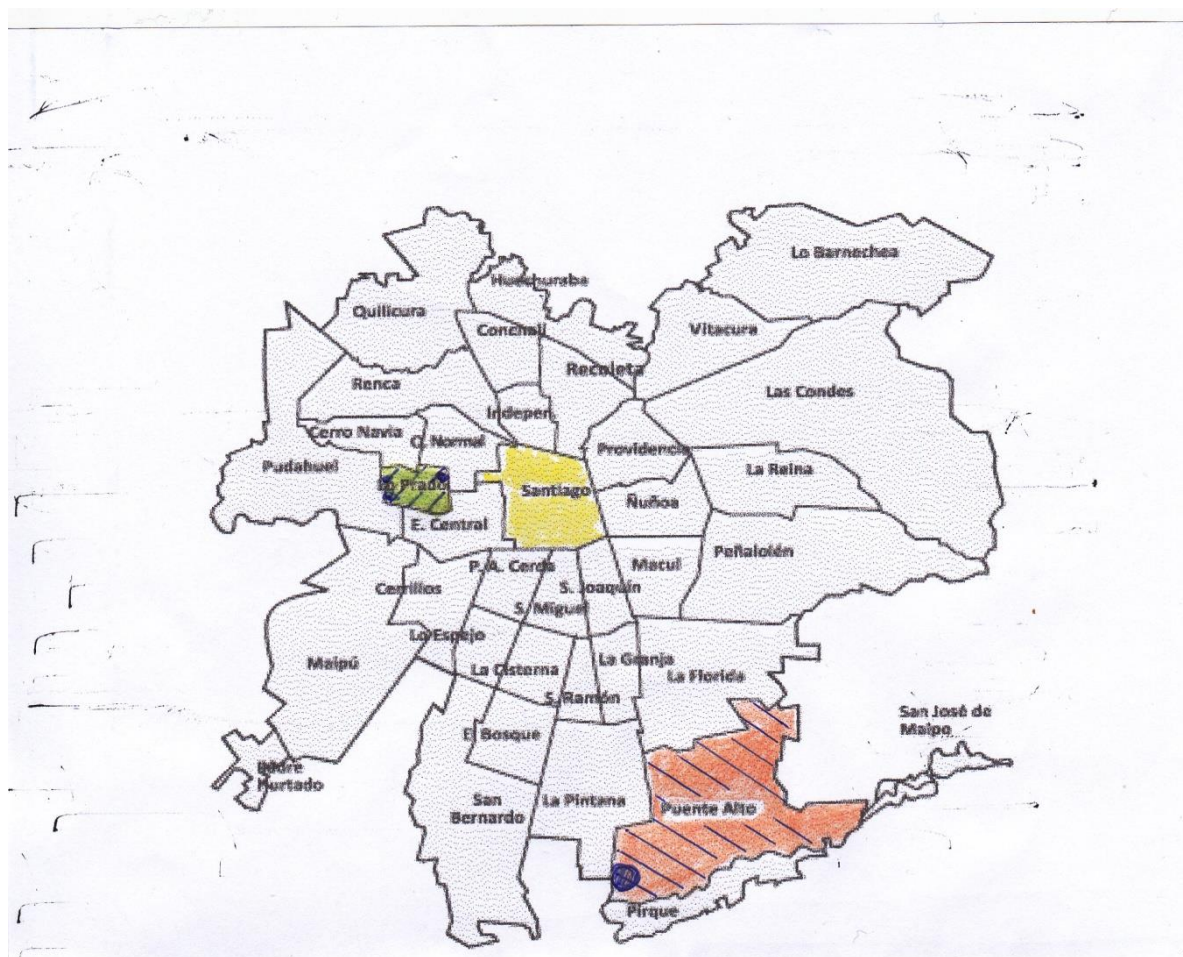 Lo Barnechea
Huechuraba
Quilicura
Conchalí
Vitacura
Recoleta
Renca
Las Condes
Indepen.
Cerro Navia
Q. Normal
Providencia
Pudahuel
La Reina
Lo Prado
Santiago
Ñuñoa
E. Central
Peñalolén
P. A. Cerda
Macul
Cerrillos
S. Joaquín
S. Miguel
Lo Espejo
Maipú
La Cisterna
La Granja
La Florida
S. Ramón
San José de
Maipo
E. Bosque
Padre
Hurtado
San
Bernardo
La Pintana
Puente Alto
Pirque